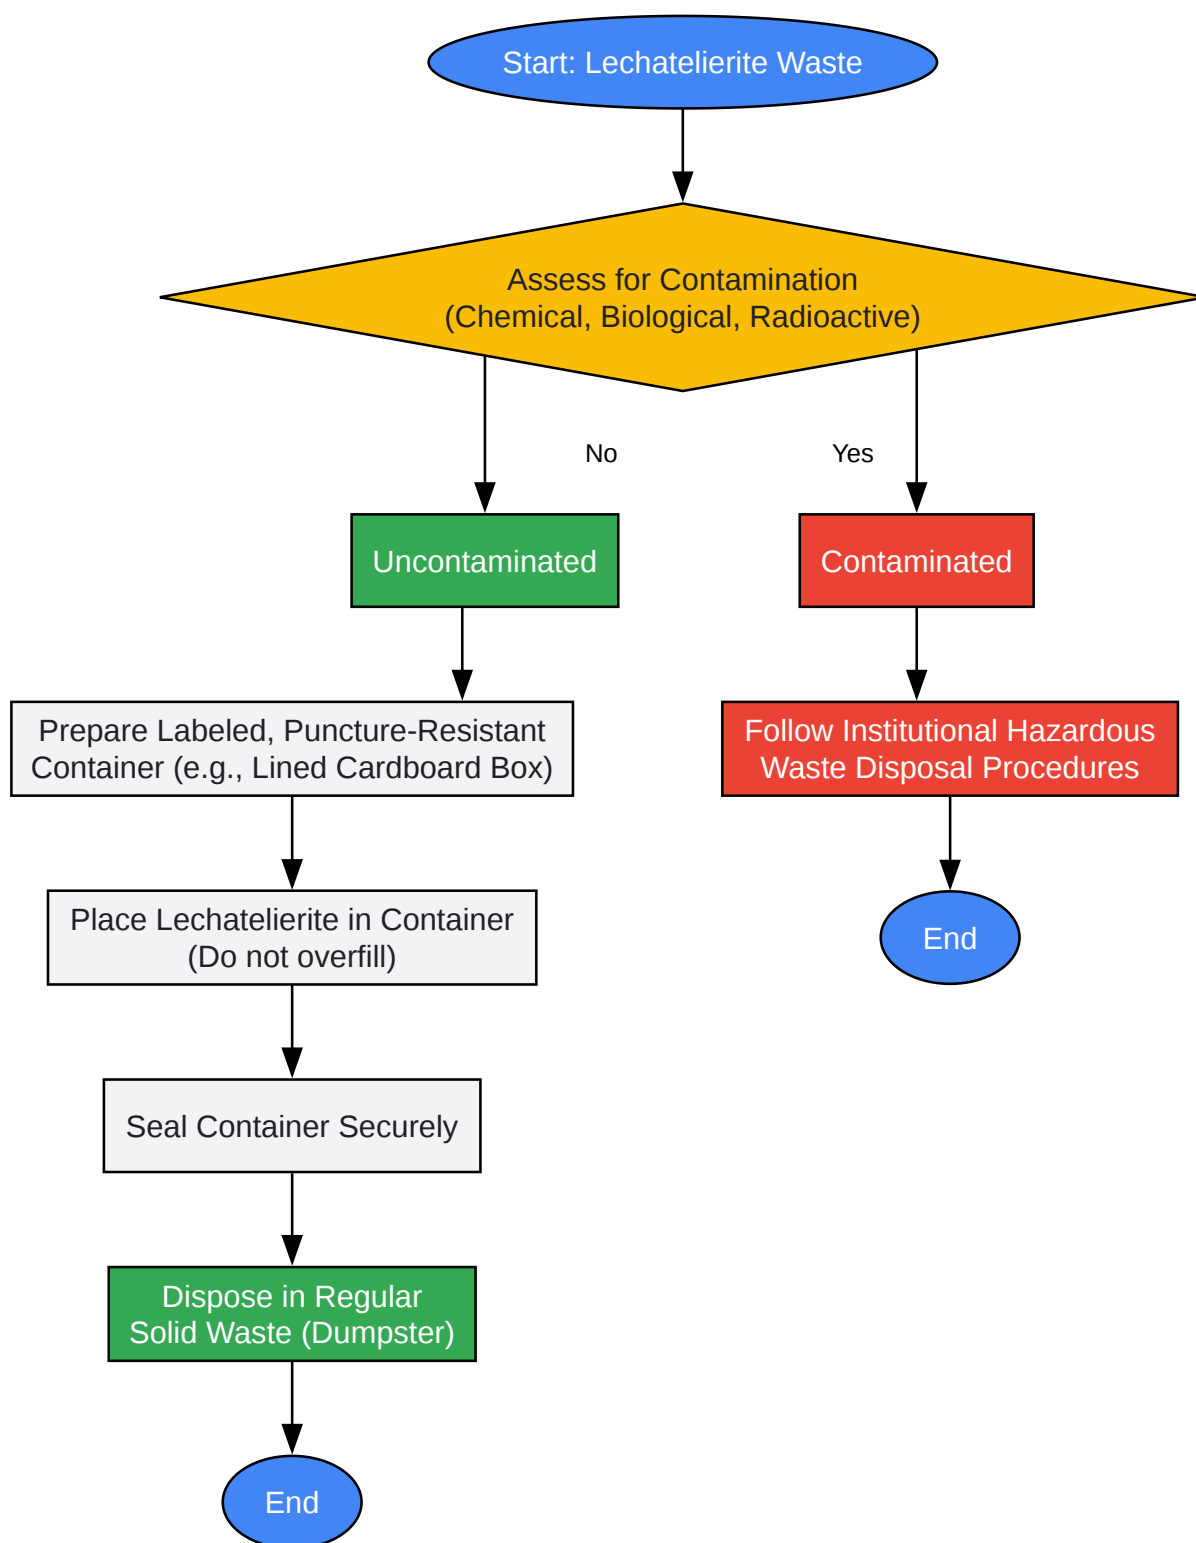 Start: Lechatelierite Waste
Assess for Contamination
(Chemical, Biological, Radioactive)
No
Yes
Uncontaminated
Contaminated
Prepare Labeled, Puncture-Resistant
Container (e.g., Lined Cardboard Box)
Follow Institutional Hazardous
Waste Disposal Procedures
Place Lechatelierite in Container
(Do not overfill)
End
Seal Container Securely
Dispose in Regular
Solid Waste (Dumpster)
End